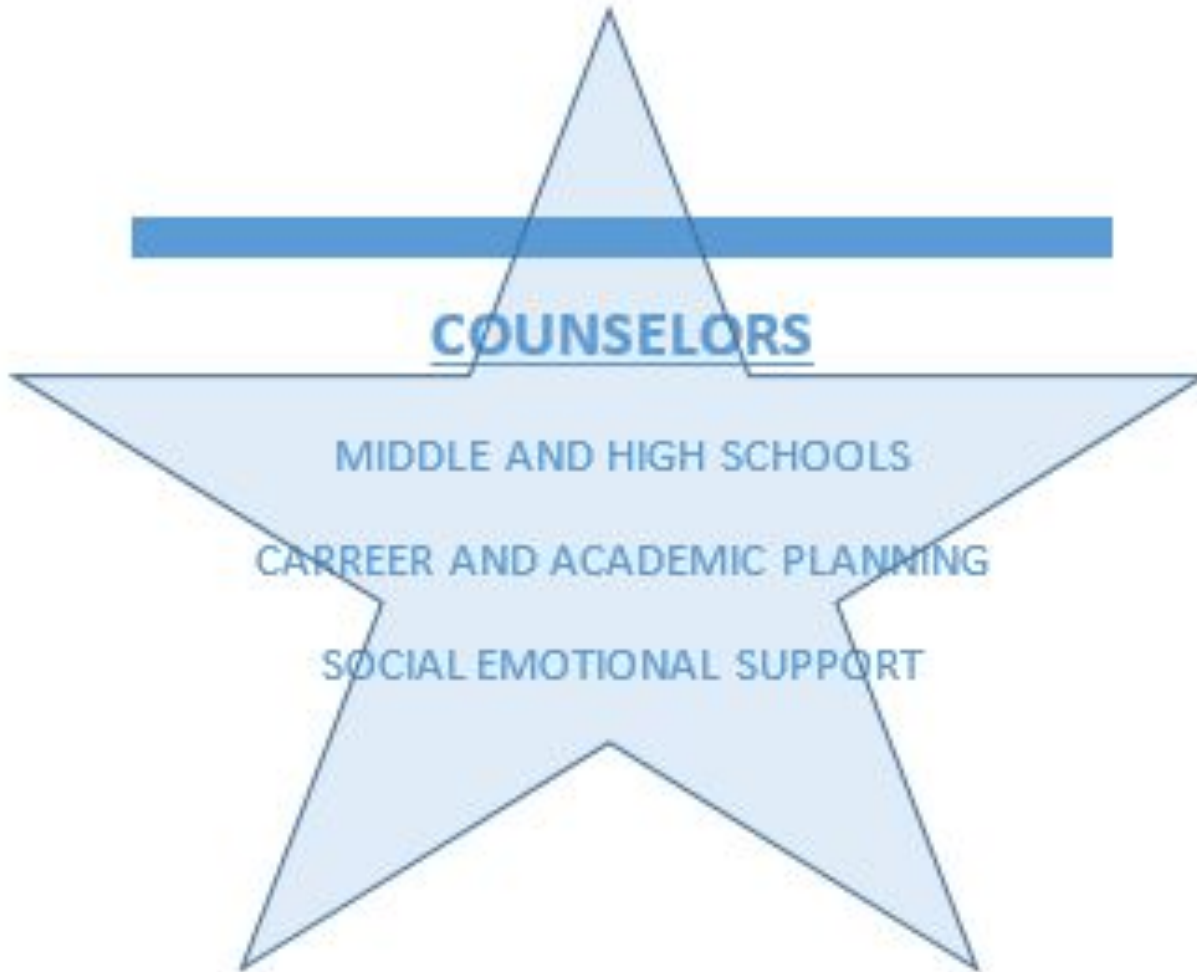 COUNSELORS
MIDDLE AND HIGH SCHOOLS
CARREER AND ACADEMIC PLANNING
SOCIAL EMOTIONAL SUPPORT